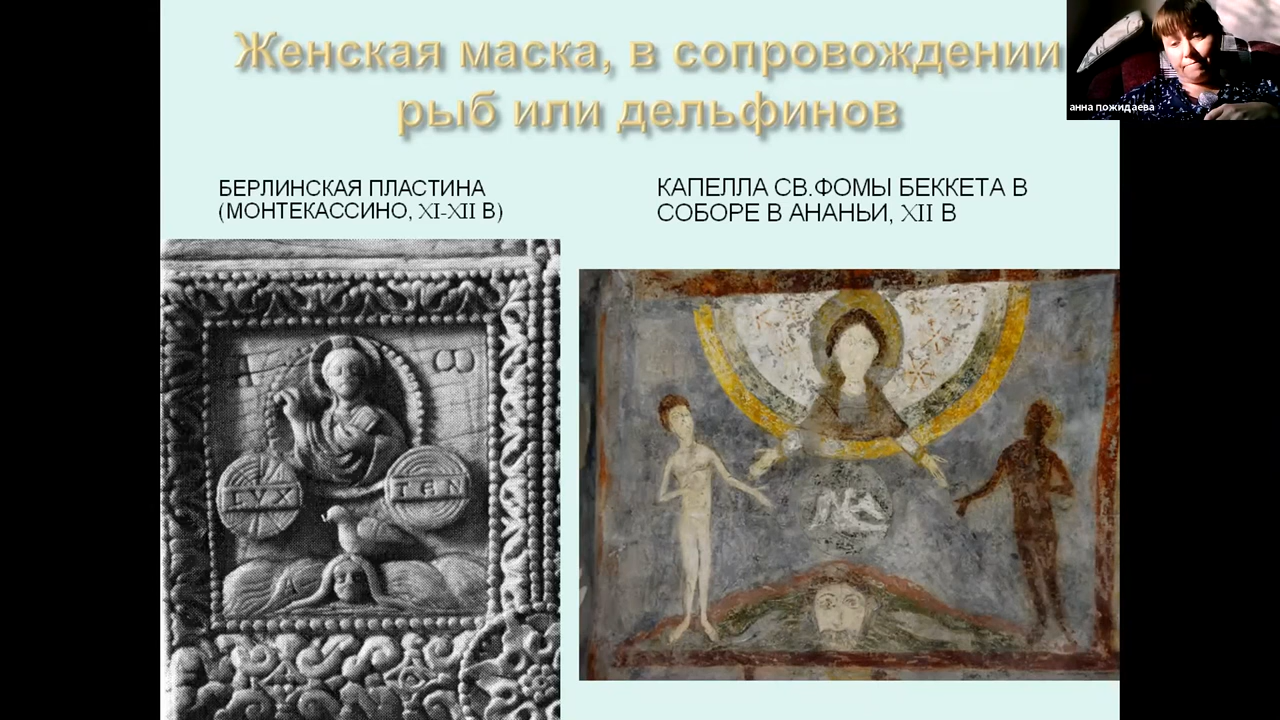 Женская маска, в сопровождении
рыб или дельфинов
анна пожидаева
БЕРЛИНСКАЯ ПЛАСТИНА
(МОНТЕКАССИНО, XI-XII В)
КАПЕЛЛА СВ.ФОМЫ БЕККЕТА В
СОБОРЕ В АНАНЬИ, XII В
ω
LVX